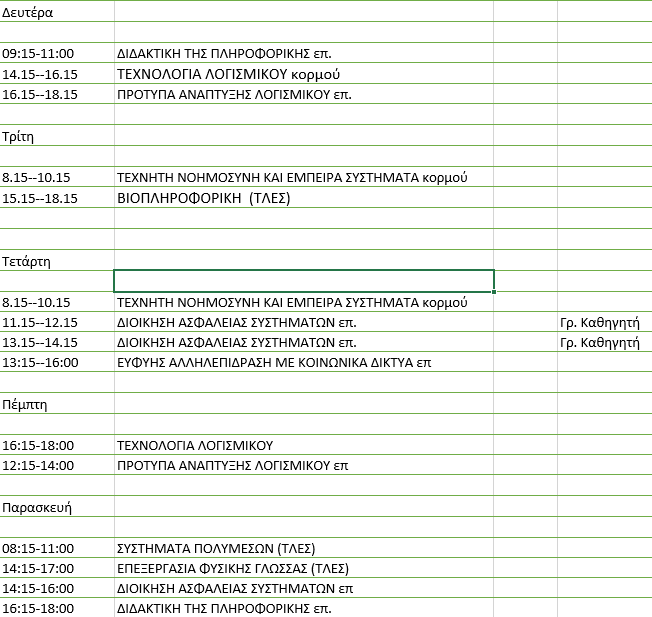 Δευτέρα
09:15-11:00 ΔΙΔΑΚΤΙΚΗ ΤΗΣ ΠΛΗΡΟΦΟΡΙΚΗΣ επ.
14.15--16.15 ΤΕΧΝΟΛΟΓΙΑ ΛΟΓΙΣΜΙΚΟΥ κορμού
16.15--18.15 ΠΡΟΤΥΠΑ ΑΝΑΠΤΥΞΗΣ ΛΟΓΙΣΜΙΚΟΥ επ.
Τρίτη
8.15--10.15 ΤΕΧΝΗΤΗ ΝΟΗΜΟΣΥΝΗ ΚΑΙ ΕΜΠΕΙΡΑ ΣΥΣΤΗΜΑΤΑ κορμού
15.15--18.15 ΒΙΟΠΛΗΡΟΦΟΡΙΚΗ (ΤΛΕΣ)
Τετάρτη
8.15--10.15 ΤΕΧΝΗΤΗ ΝΟΗΜΟΣΥΝΗ ΚΑΙ ΕΜΠΕΙΡΑ ΣΥΣΤΗΜΑΤΑ κορμού
11.15--12.15 ΔΙΟΙΚΗΣΗ ΑΣΦΑΛΕΙΑΣ ΣΥΣΤΗΜΑΤΩΝ επ. Γρ. Καθηγητή
13.15--14.15 ΔΙΟΙΚΗΣΗ ΑΣΦΑΛΕΙΑΣ ΣΥΣΤΗΜΑΤΩΝ επ. Γρ. Καθηγητή
13:15--16:00 ΕΥΦΥΗΣ ΑΛΛΗΛΕΠΙΔΡΑΣΗ ΜΕ ΚΟΙΝΩΝΙΚΑ ΔΙΚΤΥΑ επ
Πέμπτη
16:15-18:00 ΤΕΧΝΟΛΟΓΙΑ ΛΟΓΙΣΜΙΚΟΥ
12:15-14:00 ΠΡΟΤΥΠΑ ΑΝΑΠΤΥΞΗΣ ΛΟΓΙΣΜΙΚΟΥ επ
Παρασκευή
08:15-11:00 ΣΥΣΤΗΜΑΤΑ ΠΟΛΥΜΕΣΩΝ (ΤΛΕΣ)
14:15-17:00 ΕΠΕΞΕΡΓΑΣΙΑ ΦΥΣΙΚΗΣ ΓΛΩΣΣΑΣ (ΤΛΕΣ)
14:15-16:00 ΔΙΟΙΚΗΣΗ ΑΣΦΑΛΕΙΑΣ ΣΥΣΤΗΜΑΤΩΝ επ
16:15-18:00 ΔΙΔΑΚΤΙΚΗ ΤΗΣ ΠΛΗΡΟΦΟΡΙΚΗΣ επ.